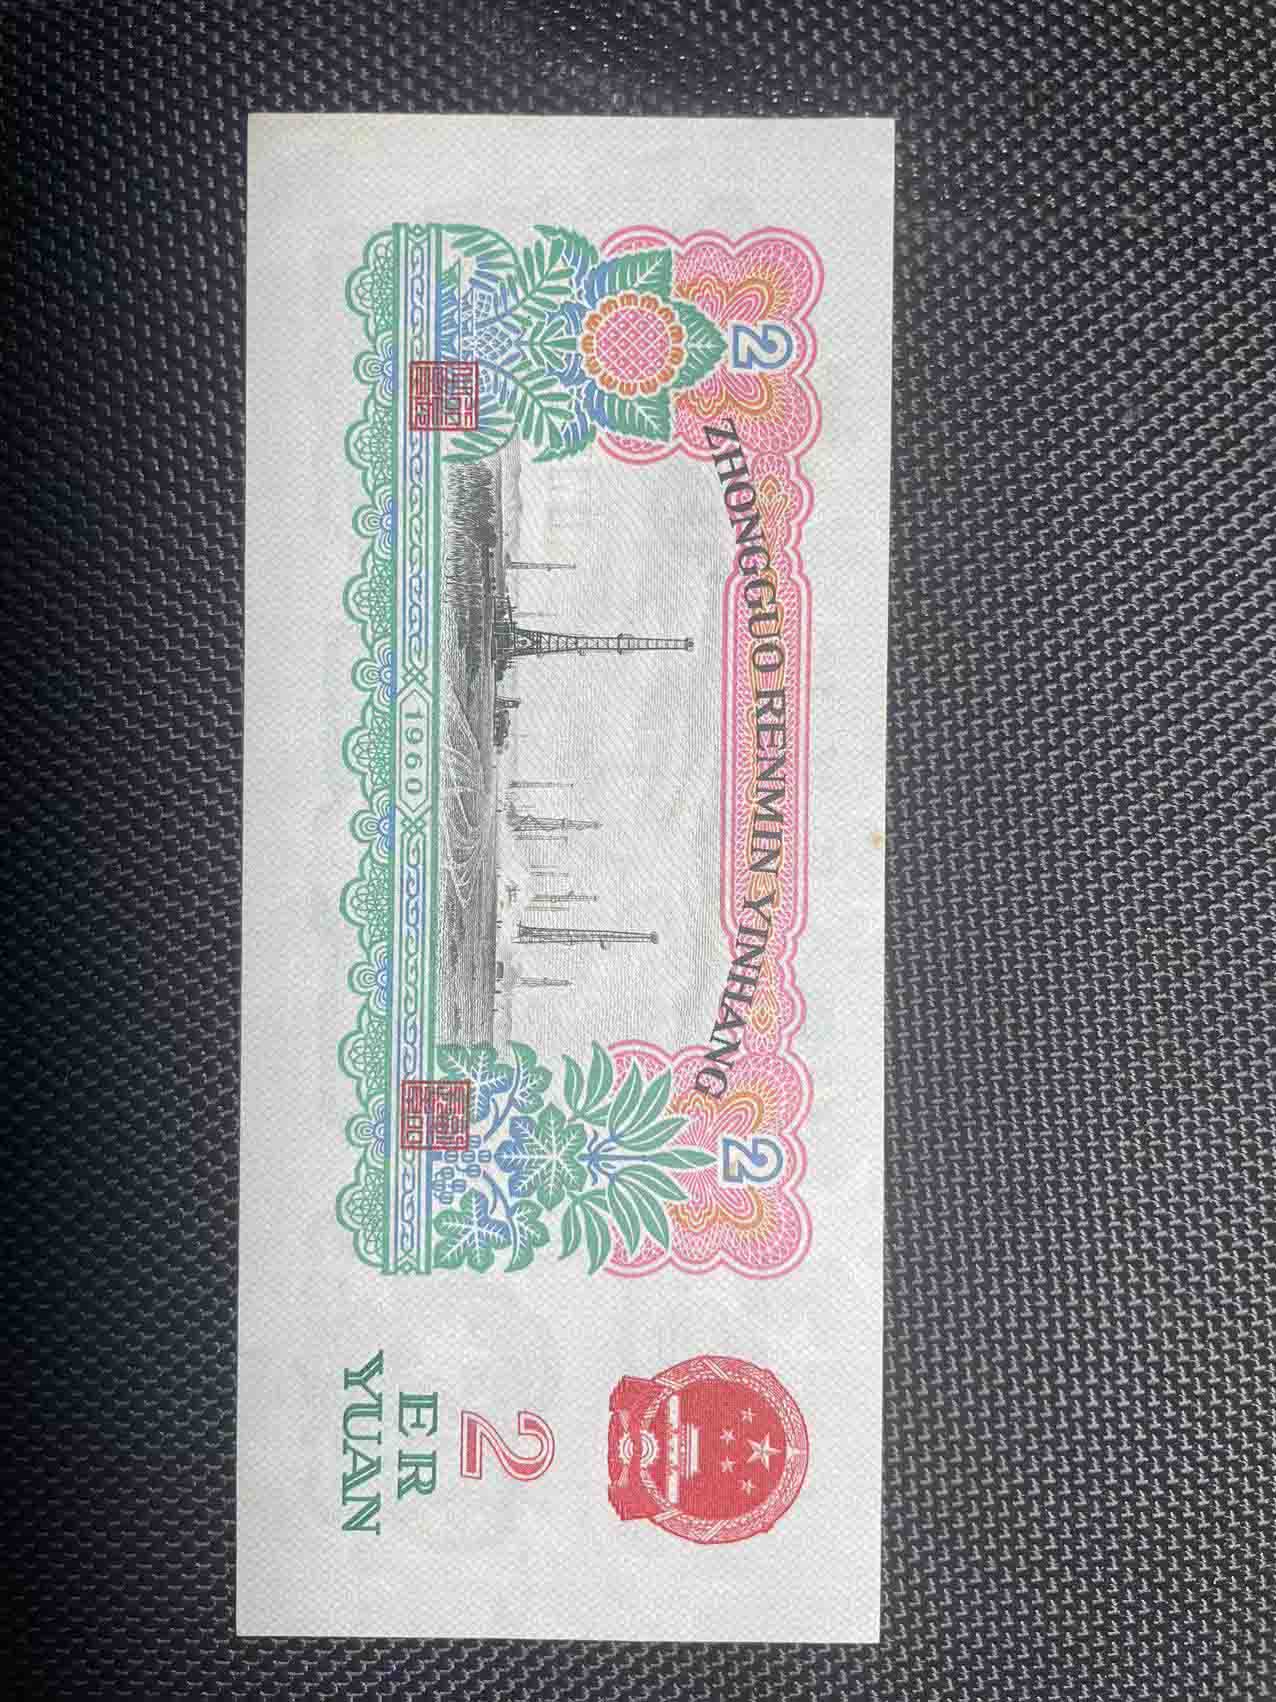 ZHONGGUO RENMIN YINHANG
2
2
2
ER
YUAN
1960